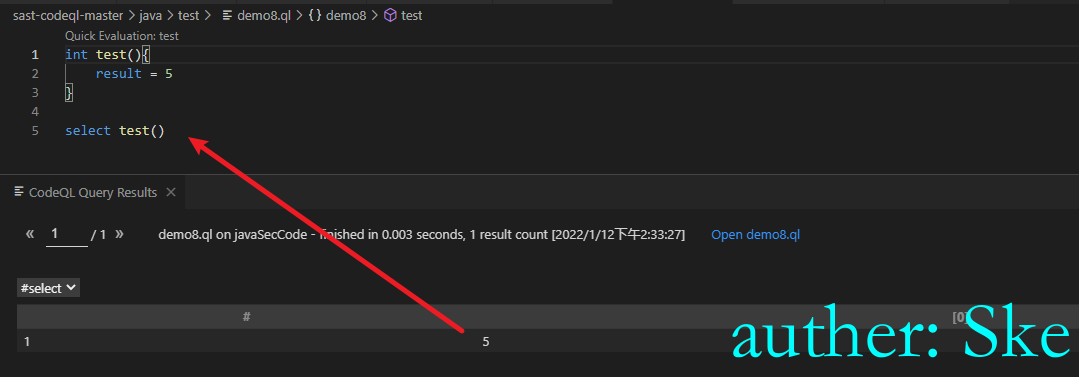 sast-codeql-master > java > test > demo8.ql > {} demo8 > test
Quick Evaluation: test
1 int test(){
2 result = 5
3 }
4
5 select test()
CodeQL Query Results ×
« 1 / 1 » demo8.ql on javaSecCode - finished in 0.003 seconds, 1 result count [2022/1/12下午2:33:27] Open demo8.ql
#select
# [0]
1 5
auther: Ske